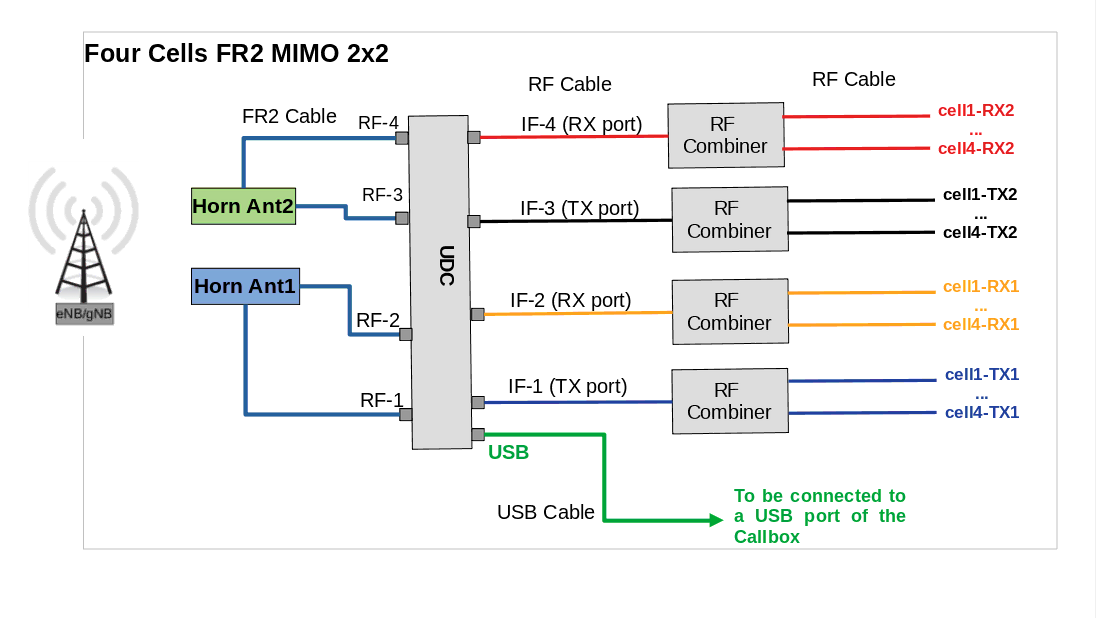 Four Cells FR2 MIMO 2x2
RF Cable
RF Cable
FR2 Cable
RF-4
IF-4 (RX port)
RF
Combiner
cell1-RX2
...
cell4-RX2
Horn Ant2
RF-3
IF-3 (TX port)
RF
Combiner
cell1-TX2
...
cell4-TX2
UDC
Horn Ant1
eNB/gNB
RF-2
IF-2 (RX port)
RF
Combiner
cell1-RX1
...
cell4-RX1
RF-1
IF-1 (TX port)
RF
Combiner
cell1-TX1
...
cell4-TX1
USB
USB Cable
To be connected to
a USB port of the
Callbox